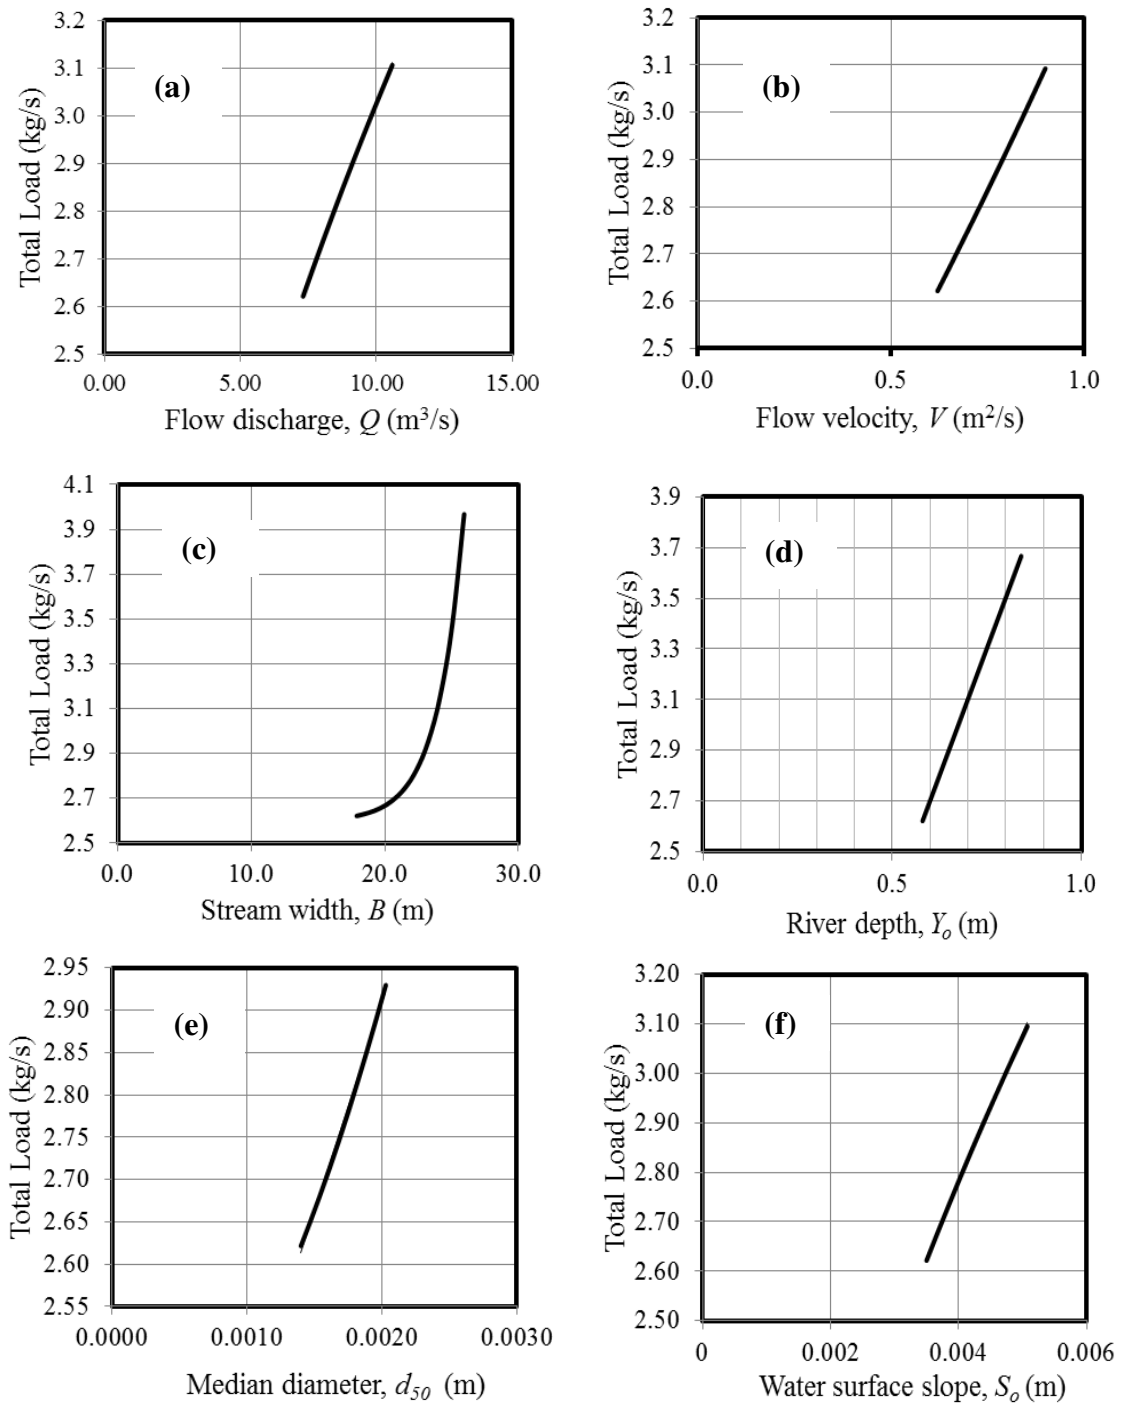 3.2
3.1
3.0
2.9
2.8
2.7
2.6
2.5
Total Load (kg/s)
(a)
0.00 5.00 10.00 15.00
Flow discharge, Q (m³/s)
3.2
3.1
3.0
2.9
2.8
2.7
2.6
2.5
Total Load (kg/s)
(b)
0.0 0.5 1.0
Flow velocity, V (m²/s)
4.1
3.9
3.7
3.5
3.3
3.1
2.9
2.7
2.5
Total Load (kg/s)
(c)
0.0 10.0 20.0 30.0
Stream width, B (m)
3.9
3.7
3.5
3.3
3.1
2.9
2.7
2.5
Total Load (kg/s)
(d)
0.0 0.5 1.0
River depth, Yₒ (m)
2.95
2.90
2.85
2.80
2.75
2.70
2.65
2.60
2.55
Total Load (kg/s)
(e)
0.0000 0.0010 0.0020 0.0030
Median diameter, d₅₀ (m)
3.20
3.10
3.00
2.90
2.80
2.70
2.60
2.50
Total Load (kg/s)
(f)
0 0.002 0.004 0.006
Water surface slope, Sₒ (m)